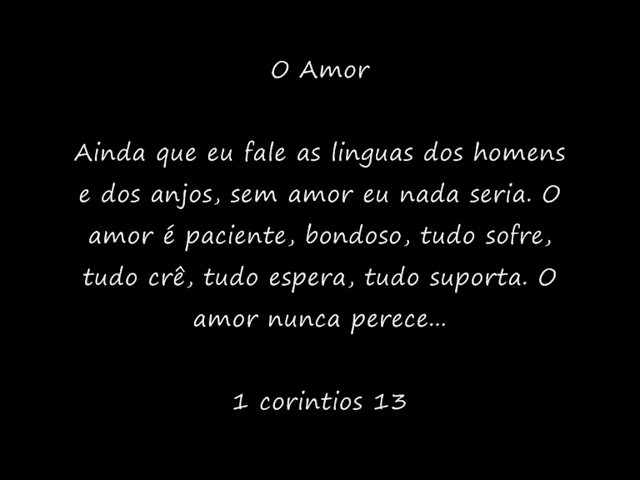 O Amor
Ainda que eu fale as linguas dos homens
e dos anjos, sem amor eu nada seria. O
amor é paciente, bondoso, tudo sofre,
tudo crê, tudo espera, tudo suporta. O
amor nunca perece...
1 corintios 13